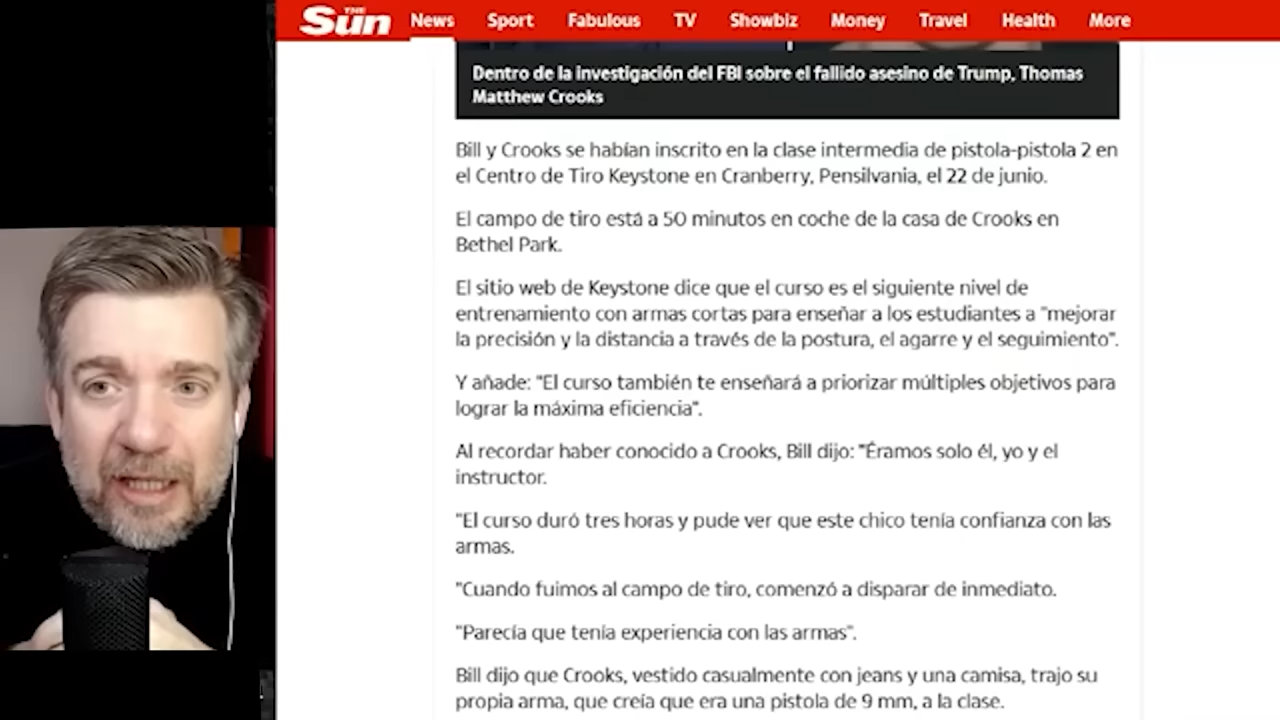 THE Sun News Sport Fabulous TV Showbiz Money Travel Health More
Dentro de la investigación del FBI sobre el fallido asesino de Trump, Thomas
Matthew Crooks
Bill y Crooks se habían inscrito en la clase intermedia de pistola-pistola 2 en
el Centro de Tiro Keystone en Cranberry, Pensilvania, el 22 de junio.
El campo de tiro está a 50 minutos en coche de la casa de Crooks en
Bethel Park.
El sitio web de Keystone dice que el curso es el siguiente nivel de
entrenamiento con armas cortas para enseñar a los estudiantes a "mejorar
la precisión y la distancia a través de la postura, el agarre y el seguimiento".
Y añade: "El curso también te enseñará a priorizar múltiples objetivos para
lograr la máxima eficiencia".
Al recordar haber conocido a Crooks, Bill dijo: "Éramos solo él, yo y el
instructor.
"El curso duró tres horas y pude ver que este chico tenía confianza con las
armas.
"Cuando fuimos al campo de tiro, comenzó a disparar de inmediato.
"Parecía que tenía experiencia con las armas".
Bill dijo que Crooks, vestido casualmente con jeans y una camisa, trajo su
propia arma, que creía que era una pistola de 9 mm, a la clase.